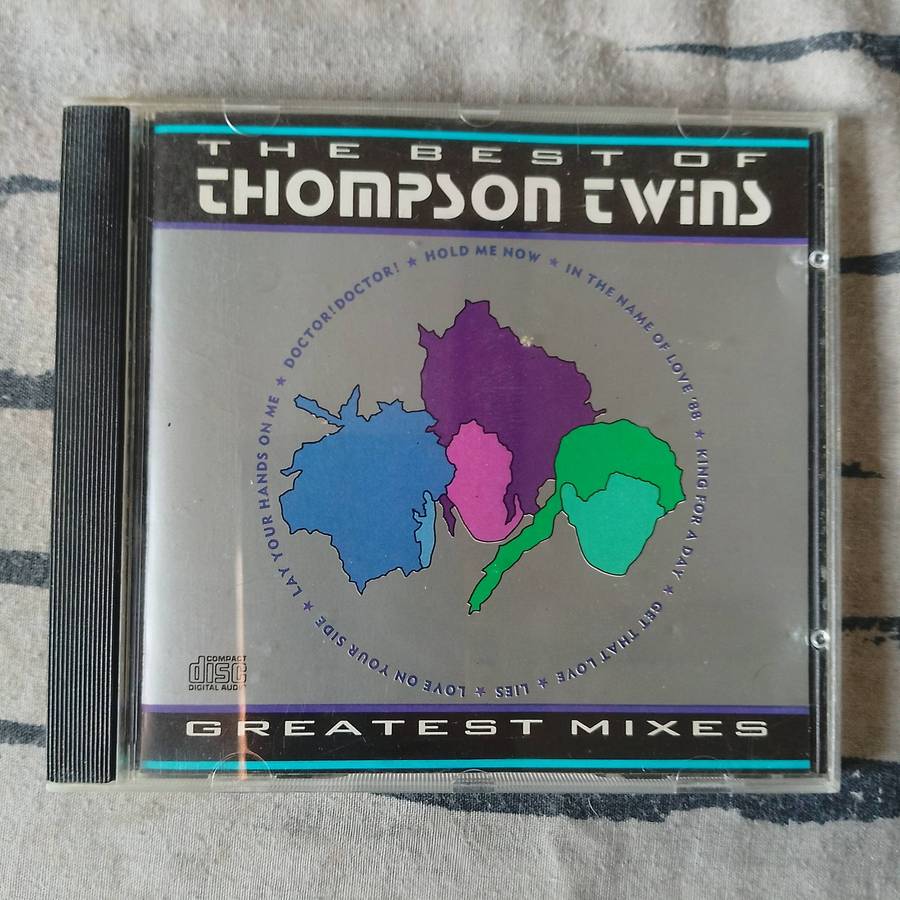 THE BEST OF
THOMPSON TWINS
HOLD ME NOW ★ IN THE NAME OF LOVE '88 ★ KING FOR A DAY ★ GET THAT LOVE ★ LIES ★ LOVE ON YOUR SIDE ★ LAY YOUR HANDS ON ME ★ DOCTOR! DOCTOR! ★
COMPACT
disc
DIGITAL AUDIO
GREATEST MIXES